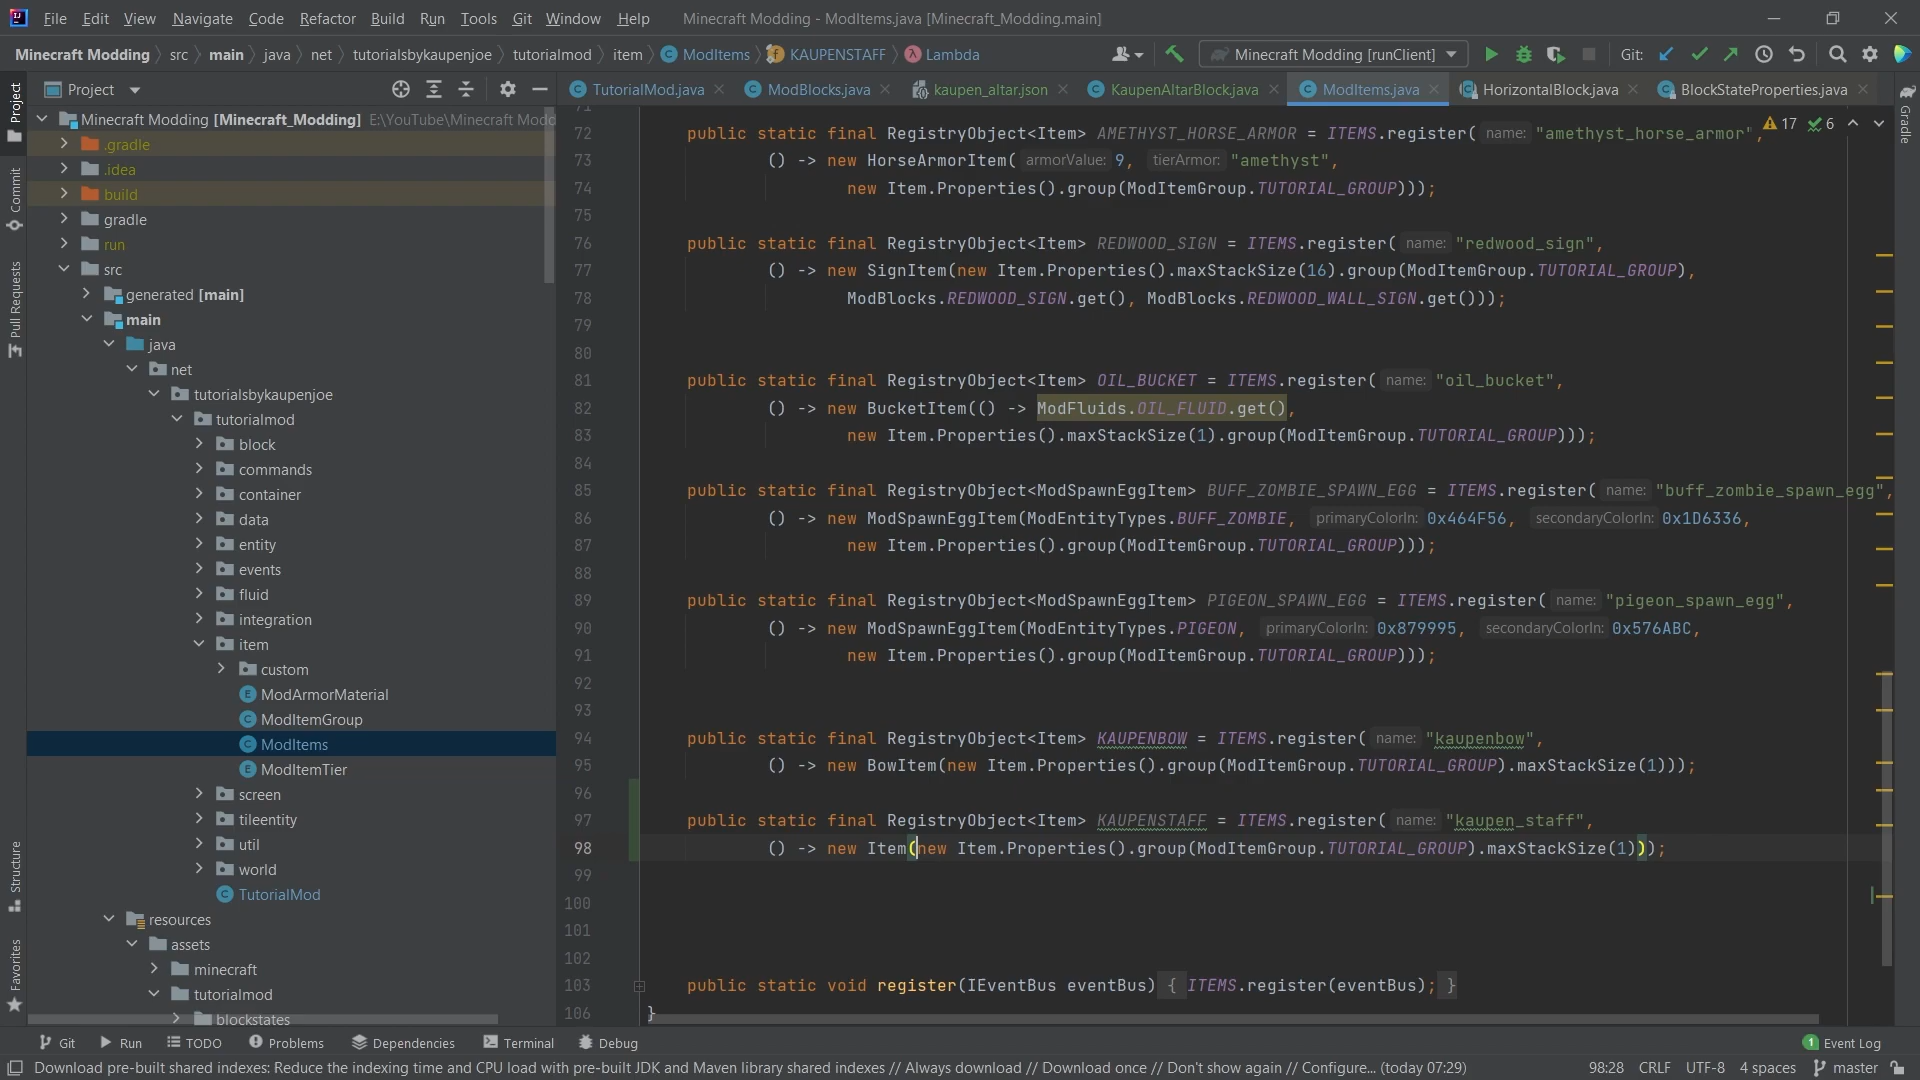 File Edit View Navigate Code Refactor Build Run Tools Git Window Help Minecraft Modding - ModItems.java [Minecraft_Modding.main]
Minecraft Modding src main java net tutorialsbykaupenjoe tutorialmod item ModItems KAUPENSTAFF Lambda Minecraft Modding [runClient] Git:
Project TutorialMod.java ModBlocks.java kaupen_altar.json KaupenAltarBlock.java ModItems.java HorizontalBlock.java BlockStateProperties.java
Project
Commit
Pull Requests
Structure
Favorites
Gradle
Minecraft Modding [Minecraft_Modding] E:\YouTube\Minecraft Modd
.gradle
.idea
build
gradle
run
src
generated [main]
main
java
net
tutorialsbykaupenjoe
tutorialmod
block
commands
container
data
entity
events
fluid
integration
item
custom
ModArmorMaterial
ModItemGroup
ModItems
ModItemTier
screen
tileentity
util
world
TutorialMod
resources
assets
minecraft
tutorialmod
blockstates
17 6
71
72 public static final RegistryObject<Item> AMETHYST_HORSE_ARMOR = ITEMS.register( name: "amethyst_horse_armor",
73 () -> new HorseArmorItem( armorValue: 9, tierArmor: "amethyst",
74 new Item.Properties().group(ModItemGroup.TUTORIAL_GROUP)));
75
76 public static final RegistryObject<Item> REDWOOD_SIGN = ITEMS.register( name: "redwood_sign",
77 () -> new SignItem(new Item.Properties().maxStackSize(16).group(ModItemGroup.TUTORIAL_GROUP),
78 ModBlocks.REDWOOD_SIGN.get(), ModBlocks.REDWOOD_WALL_SIGN.get()));
79
80
81 public static final RegistryObject<Item> OIL_BUCKET = ITEMS.register( name: "oil_bucket",
82 () -> new BucketItem(() -> ModFluids.OIL_FLUID.get(),
83 new Item.Properties().maxStackSize(1).group(ModItemGroup.TUTORIAL_GROUP)));
84
85 public static final RegistryObject<ModSpawnEggItem> BUFF_ZOMBIE_SPAWN_EGG = ITEMS.register( name: "buff_zombie_spawn_egg",
86 () -> new ModSpawnEggItem(ModEntityTypes.BUFF_ZOMBIE, primaryColorIn: 0x464F56, secondaryColorIn: 0x1D6336,
87 new Item.Properties().group(ModItemGroup.TUTORIAL_GROUP)));
88
89 public static final RegistryObject<ModSpawnEggItem> PIGEON_SPAWN_EGG = ITEMS.register( name: "pigeon_spawn_egg",
90 () -> new ModSpawnEggItem(ModEntityTypes.PIGEON, primaryColorIn: 0x879995, secondaryColorIn: 0x576ABC,
91 new Item.Properties().group(ModItemGroup.TUTORIAL_GROUP)));
92
93
94 public static final RegistryObject<Item> KAUPENBOW = ITEMS.register( name: "kaupenbow",
95 () -> new BowItem(new Item.Properties().group(ModItemGroup.TUTORIAL_GROUP).maxStackSize(1)));
96
97 public static final RegistryObject<Item> KAUPENSTAFF = ITEMS.register( name: "kaupen_staff",
98 () -> new Item(new Item.Properties().group(ModItemGroup.TUTORIAL_GROUP).maxStackSize(1)));
99
100
101
102
103 public static void register(IEventBus eventBus) { ITEMS.register(eventBus); }
106 }
Git Run TODO Problems Dependencies Terminal Debug 1 Event Log
Download pre-built shared indexes: Reduce the indexing time and CPU load with pre-built JDK and Maven library shared indexes // Always download // Download once // Don't show again // Configure... (today 07:29) 98:28 CRLF UTF-8 4 spaces master